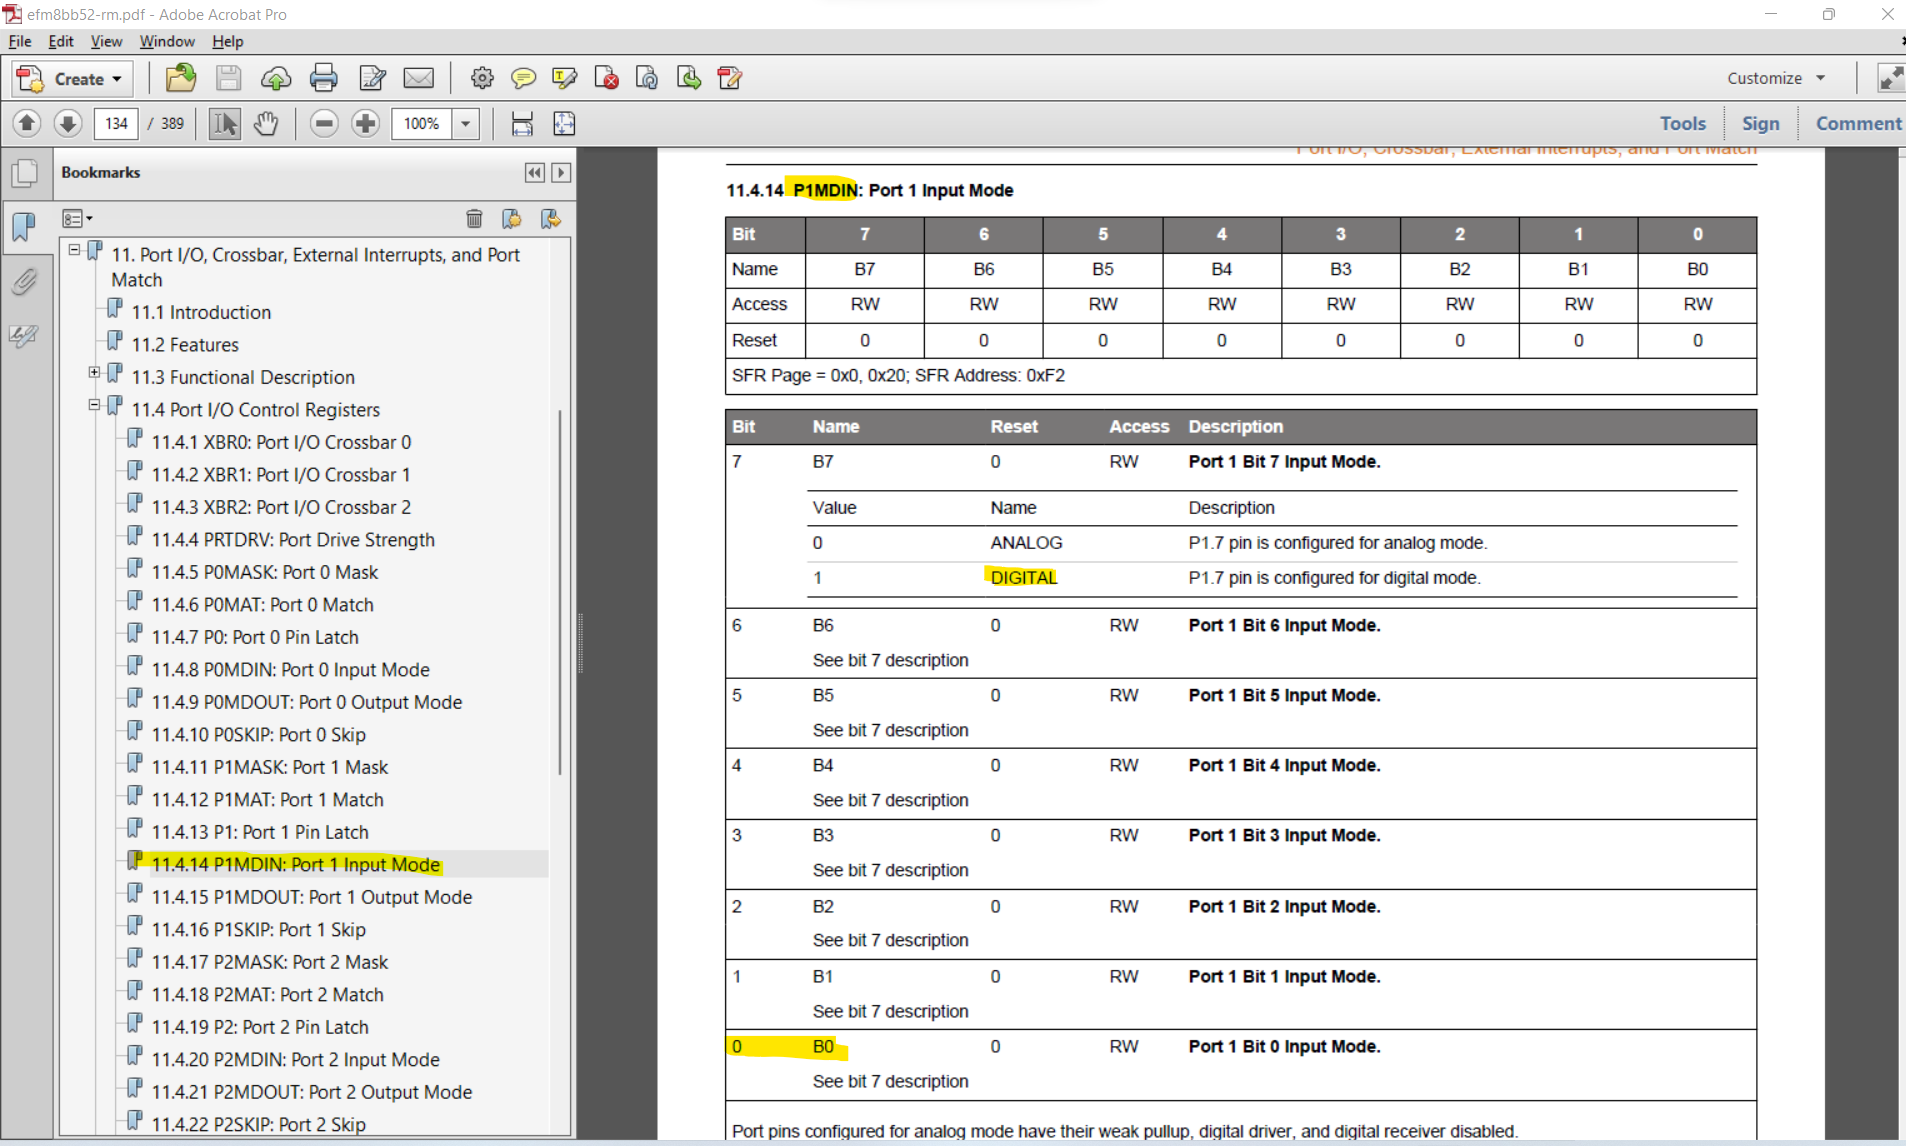 efm8bb52-rm.pdf - Adobe Acrobat Pro
File Edit View Window Help
Create
Customize
134 / 389
100%
Tools Sign Comment
Bookmarks
11. Port I/O, Crossbar, External Interrupts, and Port
Match
11.1 Introduction
11.2 Features
11.3 Functional Description
11.4 Port I/O Control Registers
11.4.1 XBR0: Port I/O Crossbar 0
11.4.2 XBR1: Port I/O Crossbar 1
11.4.3 XBR2: Port I/O Crossbar 2
11.4.4 PRTDRV: Port Drive Strength
11.4.5 P0MASK: Port 0 Mask
11.4.6 P0MAT: Port 0 Match
11.4.7 P0: Port 0 Pin Latch
11.4.8 P0MDIN: Port 0 Input Mode
11.4.9 P0MDOUT: Port 0 Output Mode
11.4.10 P0SKIP: Port 0 Skip
11.4.11 P1MASK: Port 1 Mask
11.4.12 P1MAT: Port 1 Match
11.4.13 P1: Port 1 Pin Latch
11.4.14 P1MDIN: Port 1 Input Mode
11.4.15 P1MDOUT: Port 1 Output Mode
11.4.16 P1SKIP: Port 1 Skip
11.4.17 P2MASK: Port 2 Mask
11.4.18 P2MAT: Port 2 Match
11.4.19 P2: Port 2 Pin Latch
11.4.20 P2MDIN: Port 2 Input Mode
11.4.21 P2MDOUT: Port 2 Output Mode
11.4.22 P2SKIP: Port 2 Skip
Port I/O, Crossbar, External Interrupts, and Port Match
11.4.14 P1MDIN: Port 1 Input Mode
Bit 7 6 5 4 3 2 1 0
Name B7 B6 B5 B4 B3 B2 B1 B0
Access RW RW RW RW RW RW RW RW
Reset 0 0 0 0 0 0 0 0
SFR Page = 0x0, 0x20; SFR Address: 0xF2
Bit Name Reset Access Description
7 B7 0 RW Port 1 Bit 7 Input Mode.
Value Name Description
0 ANALOG P1.7 pin is configured for analog mode.
1 DIGITAL P1.7 pin is configured for digital mode.
6 B6 0 RW Port 1 Bit 6 Input Mode.
See bit 7 description
5 B5 0 RW Port 1 Bit 5 Input Mode.
See bit 7 description
4 B4 0 RW Port 1 Bit 4 Input Mode.
See bit 7 description
3 B3 0 RW Port 1 Bit 3 Input Mode.
See bit 7 description
2 B2 0 RW Port 1 Bit 2 Input Mode.
See bit 7 description
1 B1 0 RW Port 1 Bit 1 Input Mode.
See bit 7 description
0 B0 0 RW Port 1 Bit 0 Input Mode.
See bit 7 description
Port pins configured for analog mode have their weak pullup, digital driver, and digital receiver disabled.